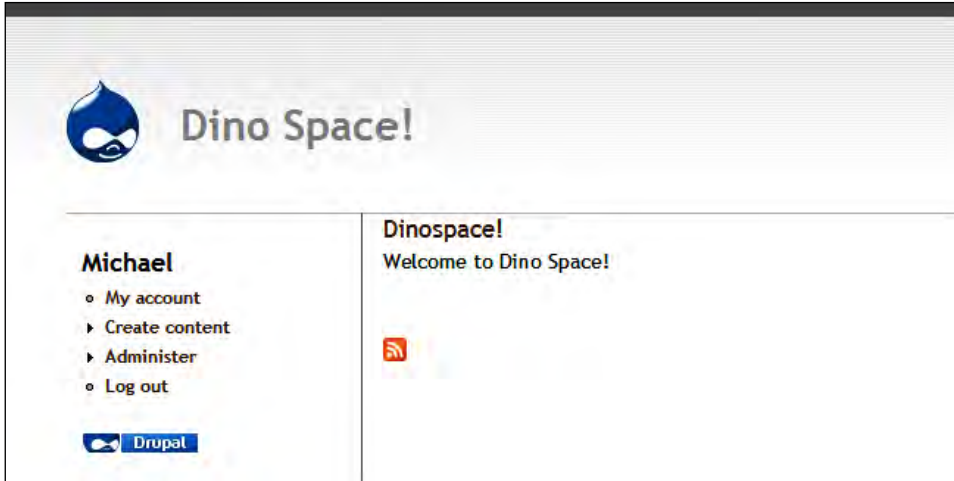 Dino Space!
Michael
My account
Create content
Administer
Log out
Drupal
Dinospace!
Welcome to Dino Space!